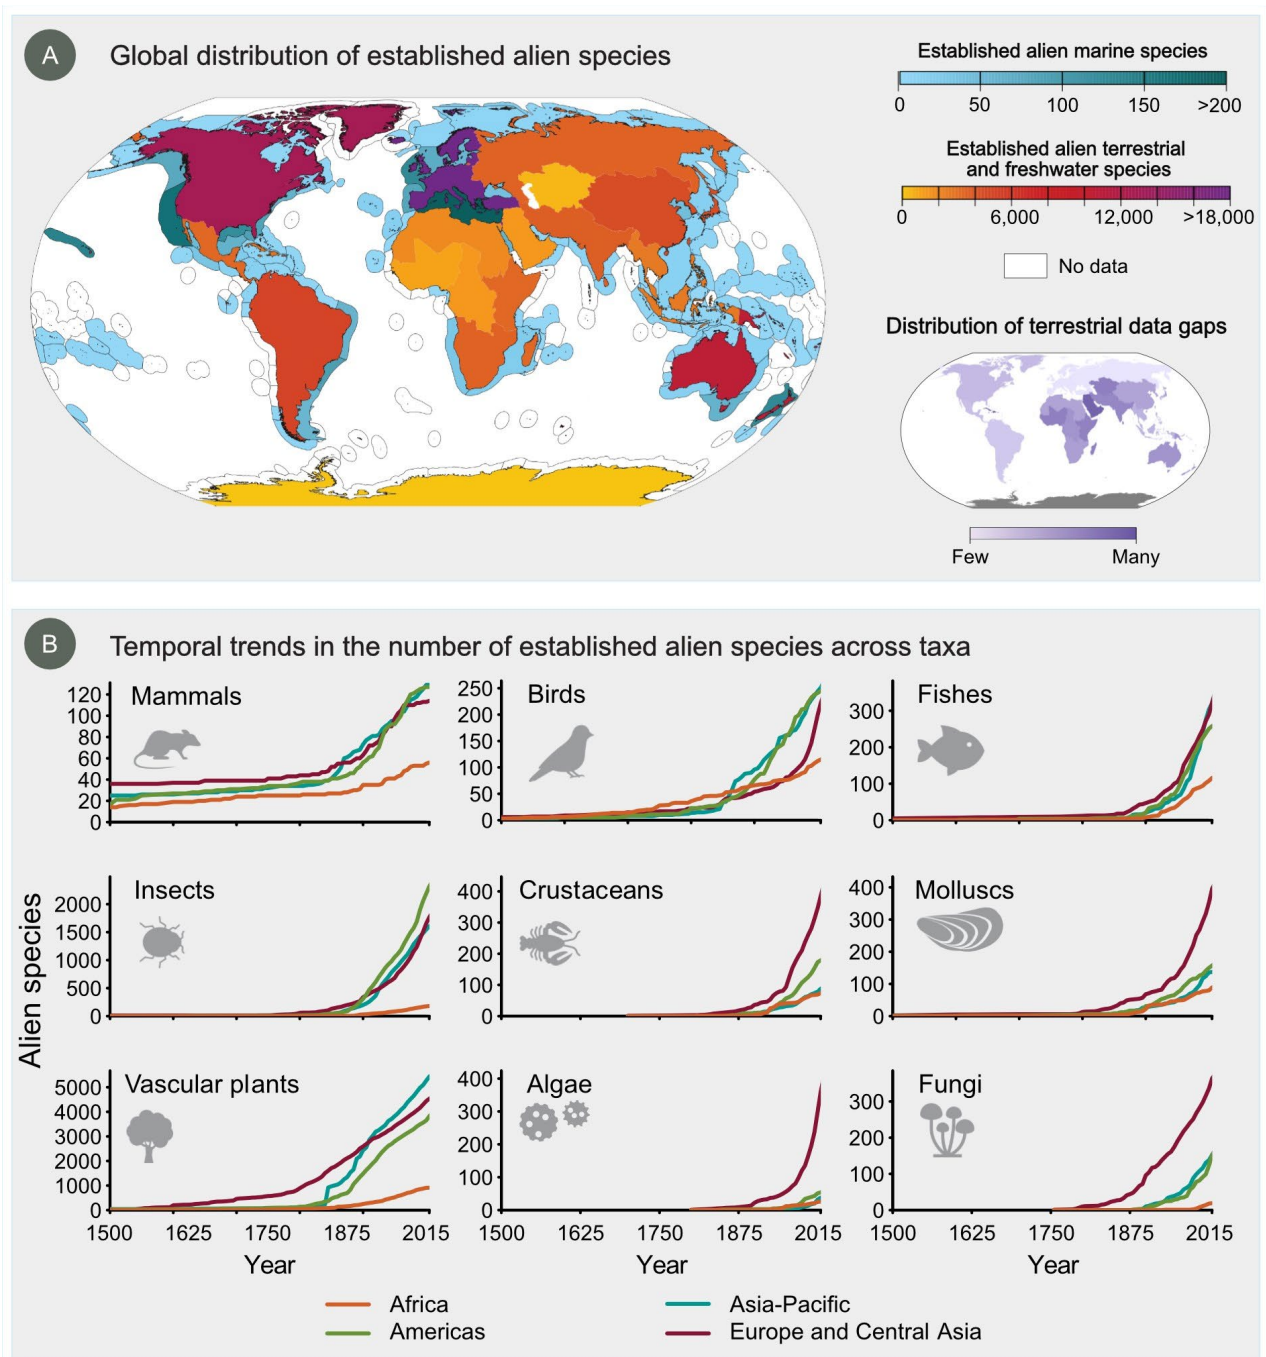 A
Global distribution of established alien species
Established alien marine species
0 50 100 150 >200
Established alien terrestrial
and freshwater species
0 6,000 12,000 >18,000
No data
Distribution of terrestrial data gaps
Few Many
B
Temporal trends in the number of established alien species across taxa
Alien species
Mammals
120
100
80
60
40
20
0
Birds
250
200
150
100
50
0
Fishes
300
200
100
0
Insects
2000
1500
1000
500
0
Crustaceans
400
300
200
100
0
Molluscs
400
300
200
100
0
Vascular plants
5000
4000
3000
2000
1000
0
1500 1625 1750 1875 2015
Year
Algae
400
300
200
100
0
1500 1625 1750 1875 2015
Year
Fungi
300
200
100
0
1500 1625 1750 1875 2015
Year
Africa
Americas
Asia-Pacific
Europe and Central Asia